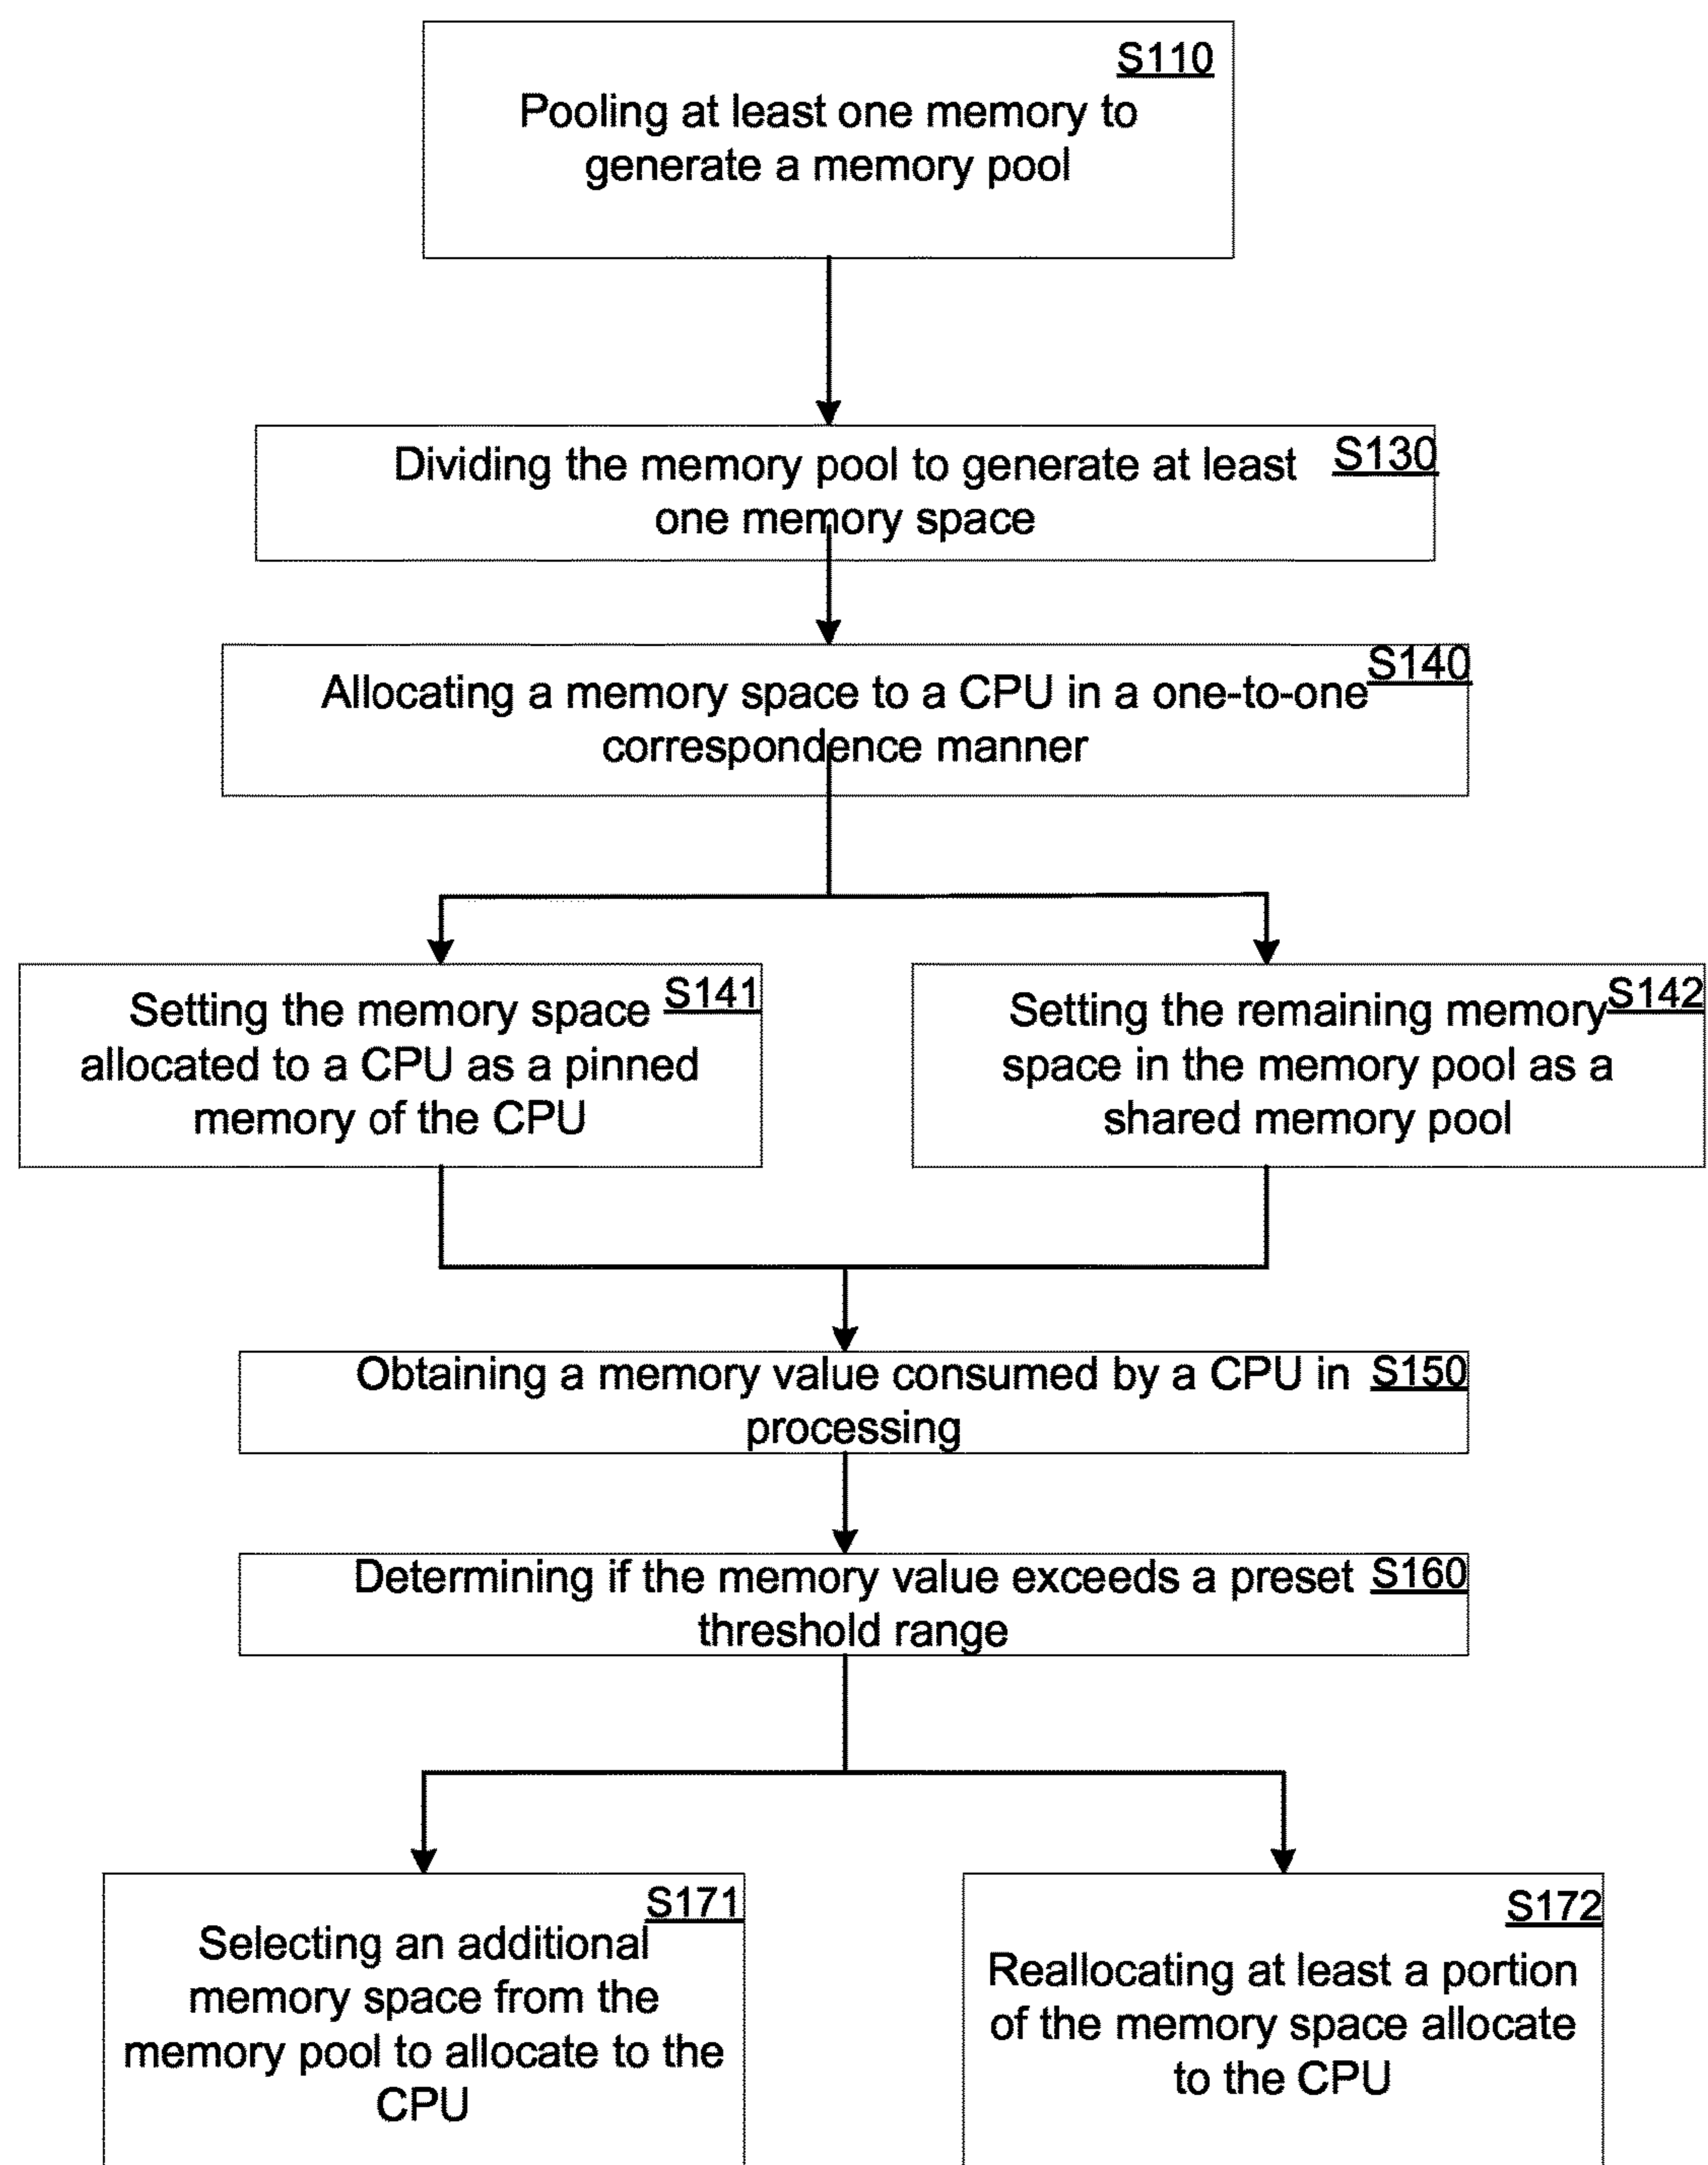 S110
Pooling at least one memory to
generate a memory pool
Dividing the memory pool to generate at least S130
one memory space
Allocating a memory space to a CPU in a one-to-one S140
correspondence manner
Setting the memory space S141
allocated to a CPU as a pinned
memory of the CPU
Setting the remaining memory S142
space in the memory pool as a
shared memory pool
Obtaining a memory value consumed by a CPU in S150
processing
Determining if the memory value exceeds a preset S160
threshold range
S171
Selecting an additional
memory space from the
memory pool to allocate to the
CPU
S172
Reallocating at least a portion
of the memory space allocate
to the CPU